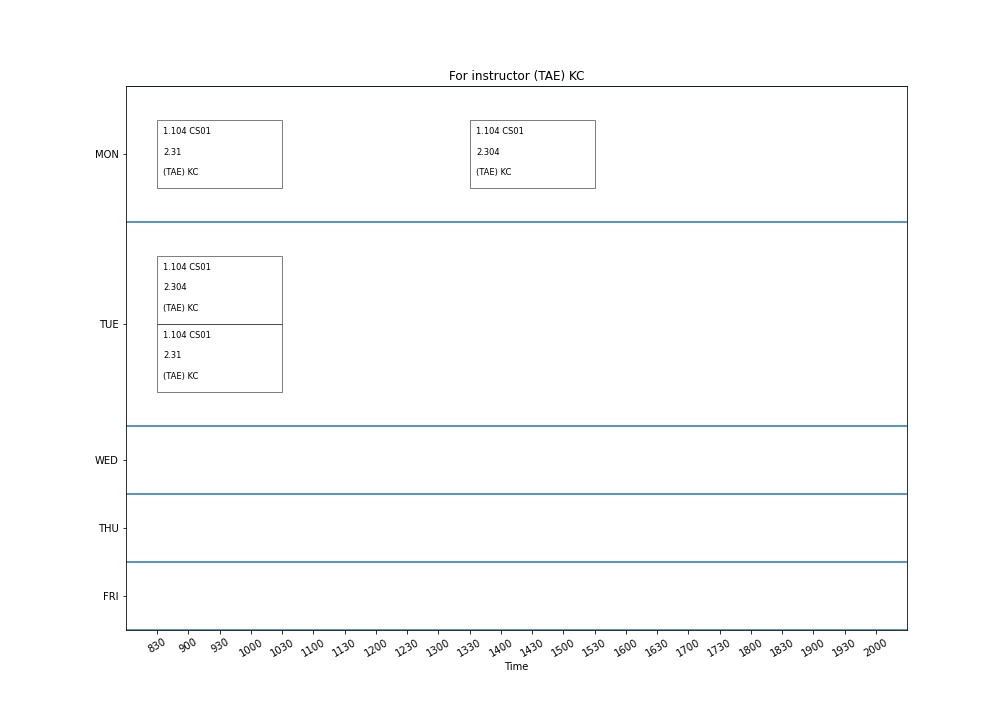 For instructor (TAE) KC
MON
1.104 CS01
2.31
(TAE) KC
1.104 CS01
2.304
(TAE) KC
TUE
1.104 CS01
2.304
(TAE) KC
1.104 CS01
2.31
(TAE) KC
WED
THU
FRI
830 900 930 1000 1030 1100 1130 1200 1230 1300 1330 1400 1430 1500 1530 1600 1630 1700 1730 1800 1830 1900 1930 2000
Time